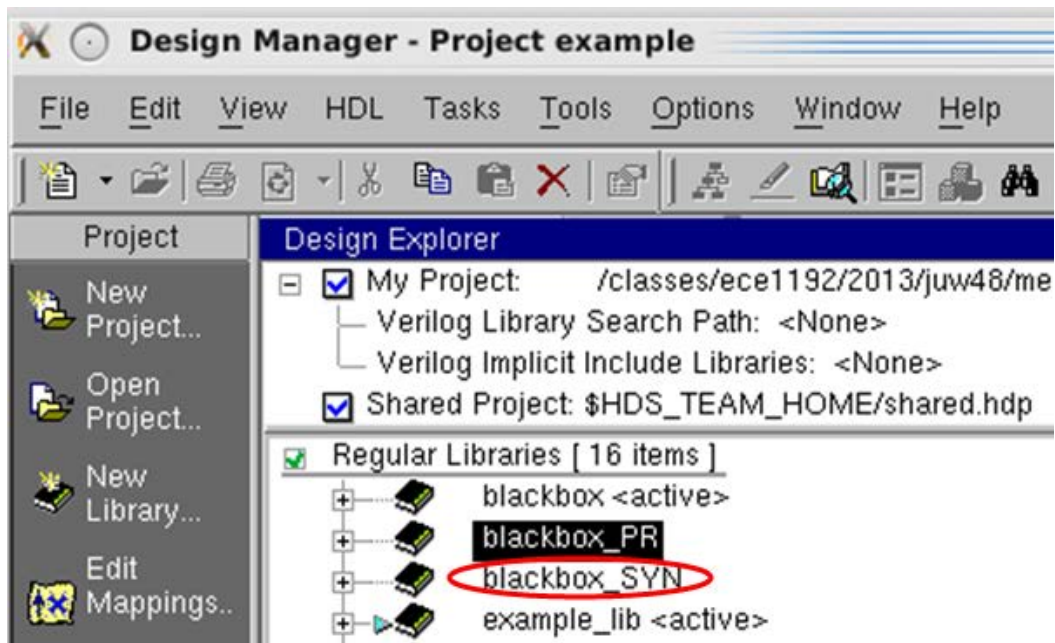 Design Manager - Project example
File Edit View HDL Tasks Tools Options Window Help
Project
New
Project...
Open
Project...
New
Library...
Edit
Mappings..
Design Explorer
My Project: /classes/ece1192/2013/juw48/me
Verilog Library Search Path: <None>
Verilog Implicit Include Libraries: <None>
Shared Project: $HDS_TEAM_HOME/shared.hdp
Regular Libraries [ 16 items ]
blackbox <active>
blackbox_PR
blackbox_SYN
example_lib <active>